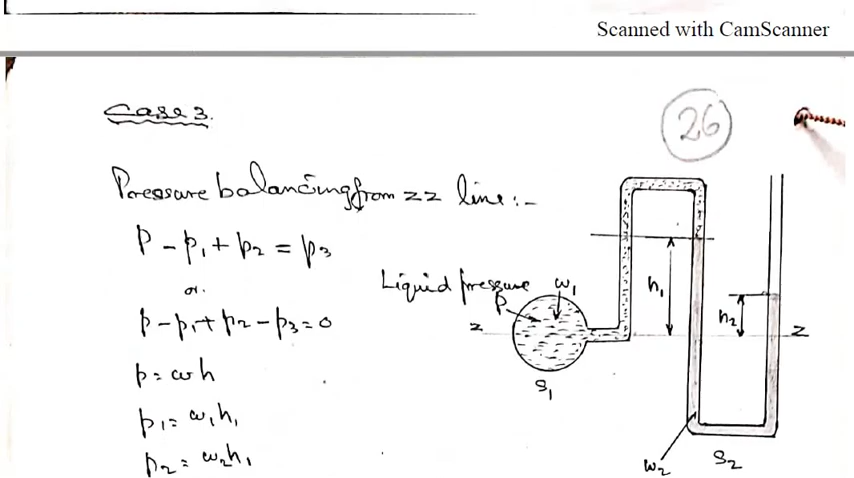 Scanned with CamScanner
Case 3.
26
Pressure balancing from zz line :-
P - p₁ + p₂ = p₃
or.
p - p₁ + p₂ - p₃ = 0
p = ωh
p₁ = ω₁h₁
p₂ = ω₂h₁
Liquid pressure
p
ω₁
h₁
h₂
z
z
S₁
ω₂
S₂